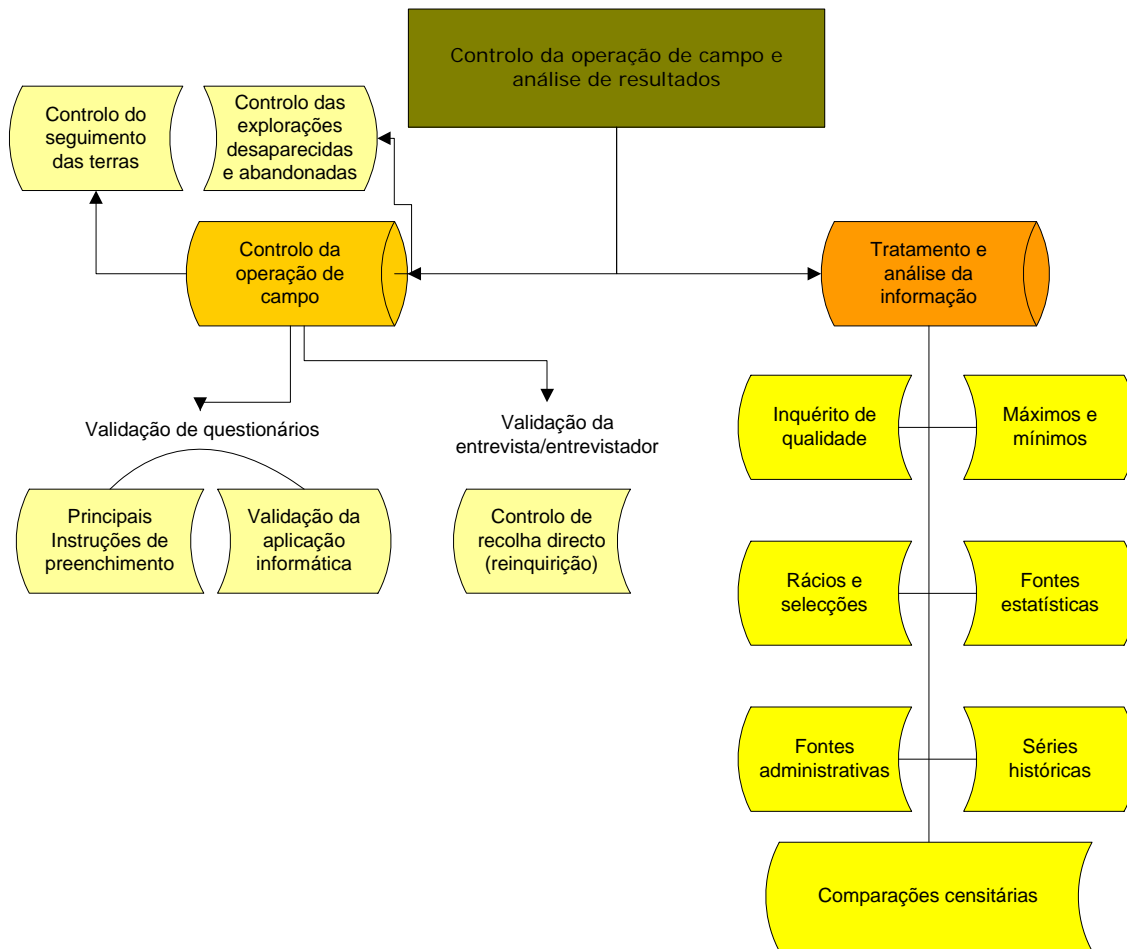 Controlo da operação de campo e
análise de resultados
Controlo do
seguimento
das terras
Controlo das
explorações
desaparecidas
e abandonadas
Controlo da
operação de
campo
Tratamento e
análise da
informação
Validação de questionários
Validação da
entrevista/entrevistador
Principais
Instruções de
preenchimento
Validação da
aplicação
informática
Controlo de
recolha directo
(reinquirição)
Inquérito de
qualidade
Máximos e
mínimos
Rácios e
selecções
Fontes
estatísticas
Fontes
administrativas
Séries
históricas
Comparações censitárias